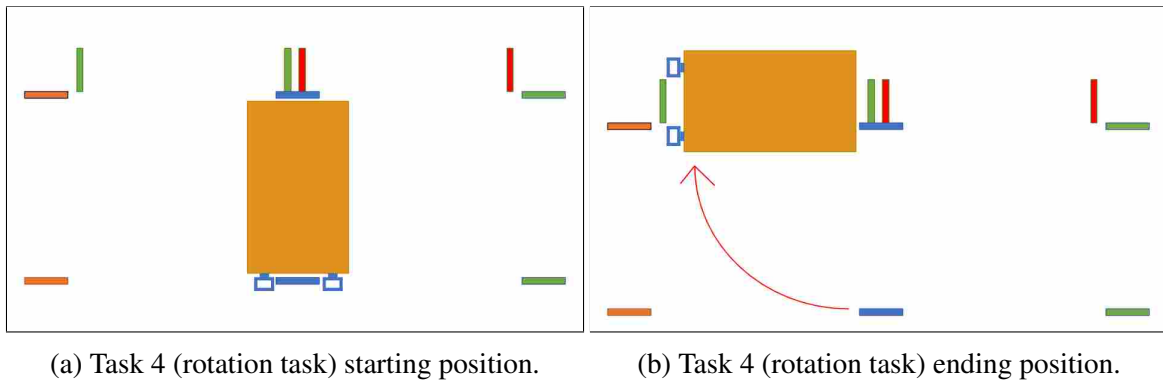 (a) Task 4 (rotation task) starting position.
(b) Task 4 (rotation task) ending position.